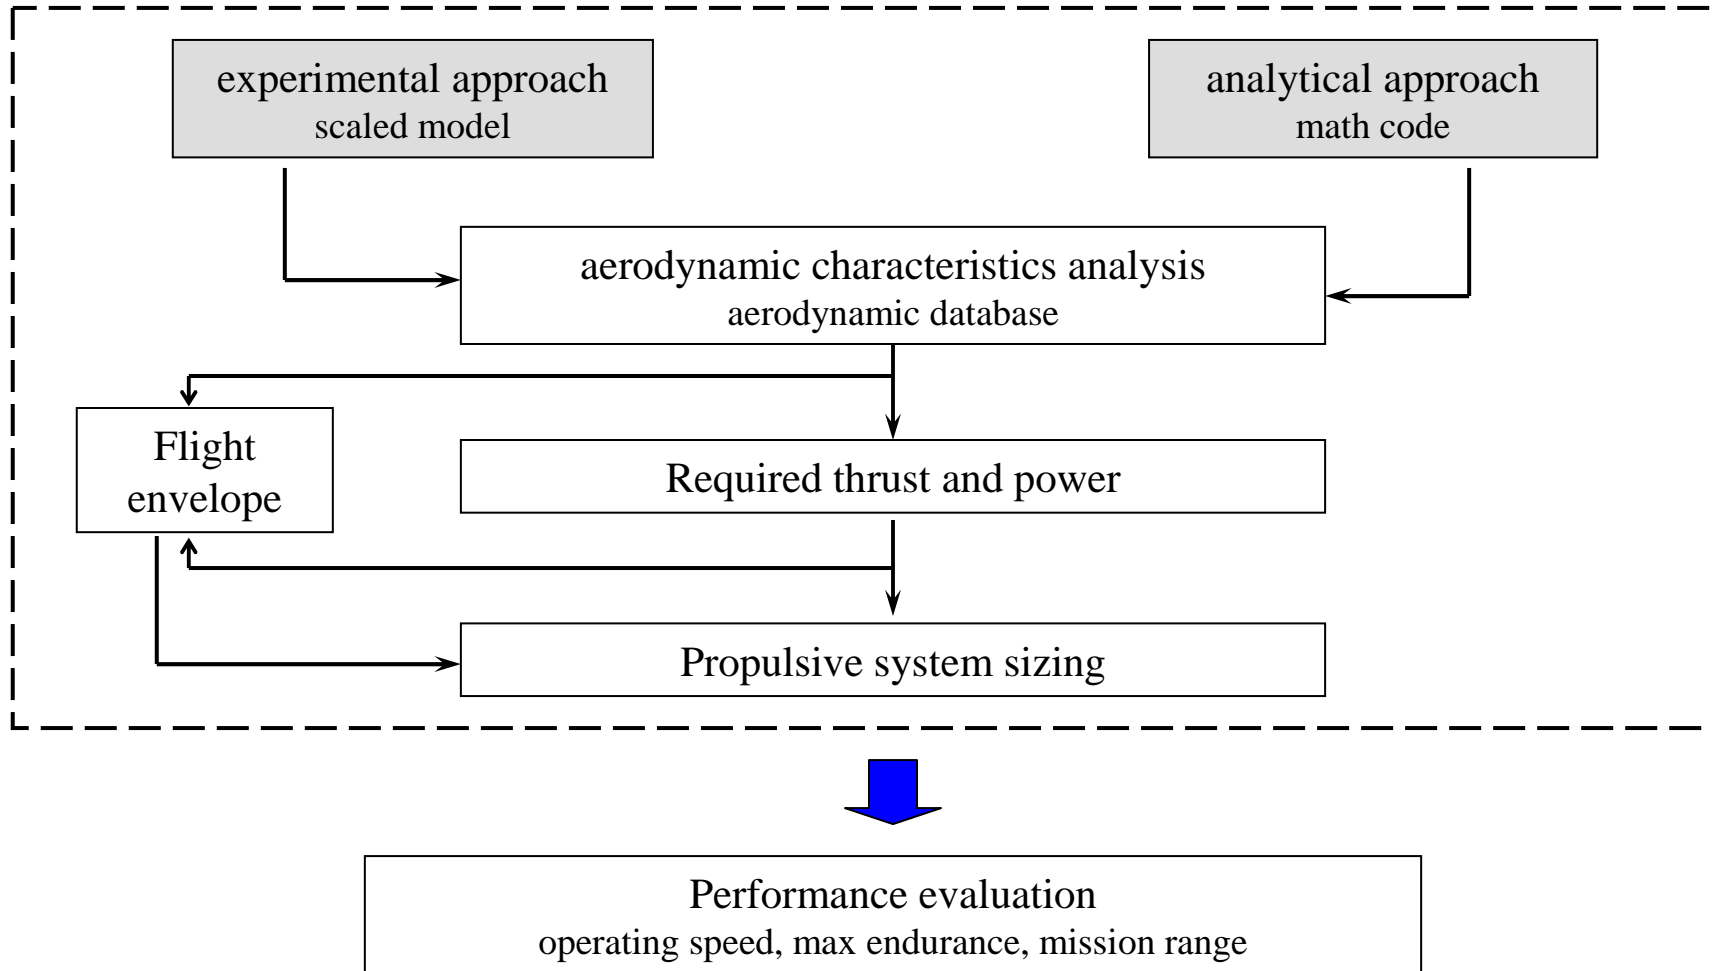 experimental approach
scaled model
analytical approach
math code
aerodynamic characteristics analysis
aerodynamic database
Flight
envelope
Required thrust and power
Propulsive system sizing
Performance evaluation
operating speed, max endurance, mission range